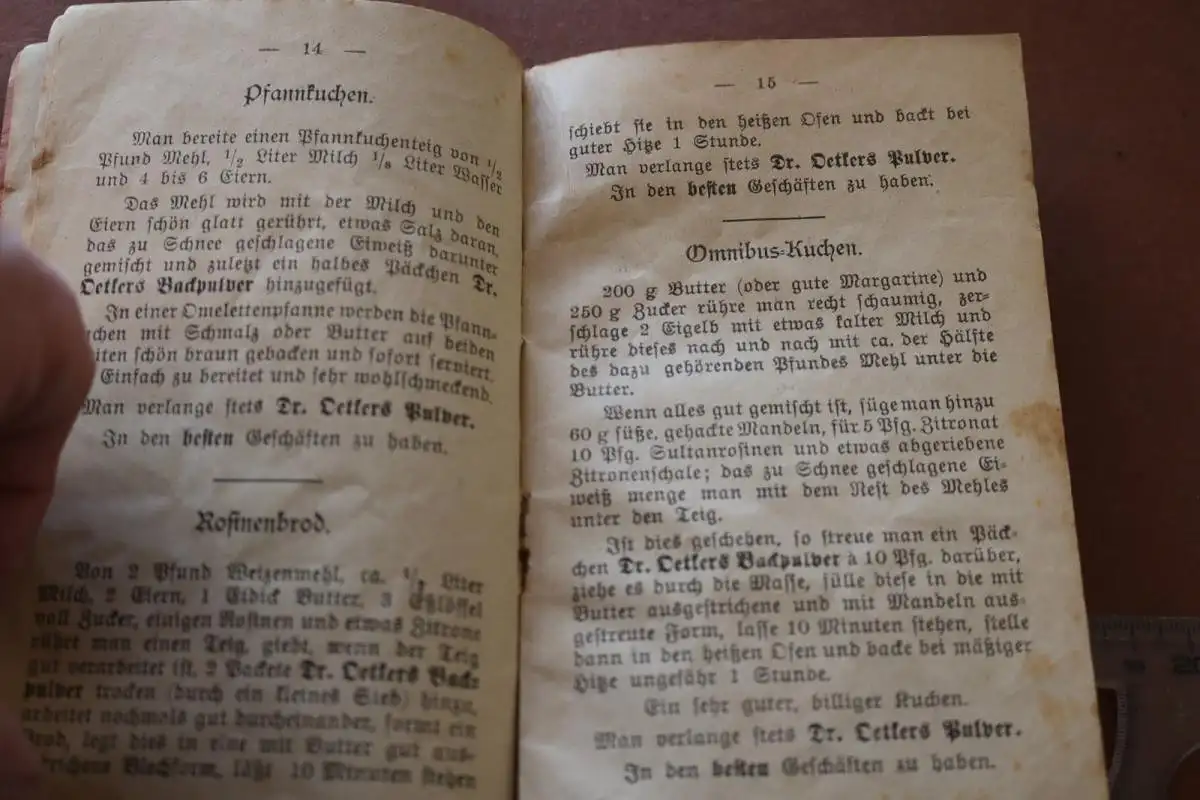 — 14 —
Pfannkuchen.
Man bereite einen Pfannkuchenteig von 1/2
Pfund Mehl, 1/2 Liter Milch 1/8 Liter Wasser
und 4 bis 6 Eiern.
Das Mehl wird mit der Milch und den
Eiern schön glatt gerührt, etwas Salz daran,
das zu Schnee geschlagene Eiweiß darunter
gemischt und zuletzt ein halbes Päckchen Dr.
Oetkers Backpulver hinzugefügt.
In einer Omelettenpfanne werden die Pfann-
uchen mit Schmalz oder Butter auf beiden
eiten schön braun gebacken und sofort serviert.
Einfach zu bereitet und sehr wohlschmeckend.
Man verlange stets Dr. Oetkers Pulver.
In den besten Geschäften zu haben.
Rosinenbrod.
Von 2 Pfund Weizenmehl, ca. 1/2 Liter
Milch, 2 Eiern, 1 Eidick Butter, 3 Eßlöffel
voll Zucker, einigen Rosinen und etwas Zitrone
rührt man einen Teig, giebt, wenn der Teig
gut verarbeitet ist, 2 Packete Dr. Oetkers Back-
pulver trocken (durch ein kleines Sieb) hinzu,
arbeitet nochmals gut durcheinander, formt ein
Brod, legt dies in eine mit Butter gut aus-
Blechform, läßt 10 Minuten stehen
— 15 —
schiebt sie in den heißen Ofen und backt bei
guter Hitze 1 Stunde.
Man verlange stets Dr. Oetkers Pulver.
In den besten Geschäften zu haben.
Omnibus-Kuchen.
200 g Butter (oder gute Margarine) und
250 g Zucker rühre man recht schaumig, zer-
schlage 2 Eigelb mit etwas kalter Milch und
rühre dieses nach und nach mit ca. der Hälfte
des dazu gehörenden Pfundes Mehl unter die
Butter.
Wenn alles gut gemischt ist, füge man hinzu
60 g süße, gehackte Mandeln, für 5 Pfg. Zitronat
10 Pfg. Sultanrosinen und etwas abgeriebene
Zitronenschale; das zu Schnee geschlagene Ei-
weiß menge man mit dem Rest des Mehles
unter den Teig.
Ist dies geschehen, so streue man ein Päck-
chen Dr. Oetkers Backpulver à 10 Pfg. darüber,
ziehe es durch die Masse, fülle diese in die mit
Butter ausgestrichene und mit Mandeln aus-
gestreute Form, lasse 10 Minuten stehen, stelle
dann in den heißen Ofen und backe bei mäßiger
Hitze ungefähr 1 Stunde.
Ein sehr guter, billiger Kuchen.
Man verlange stets Dr. Oetkers Pulver.
In den besten Geschäften zu haben.